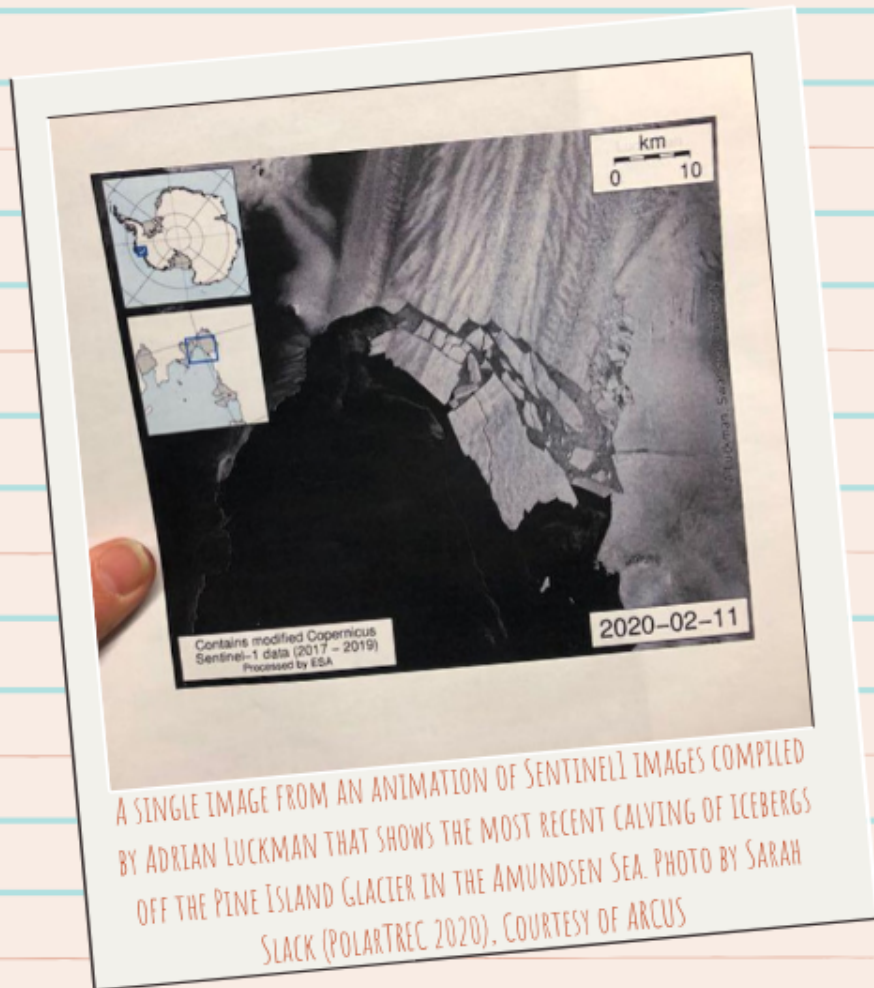 km
0 10
Luckman, Swan
Contains modified Copernicus
Sentinel-1 data (2017 – 2019)
Processed by ESA
2020-02-11
A SINGLE IMAGE FROM AN ANIMATION OF SENTINEL1 IMAGES COMPILED
BY ADRIAN LUCKMAN THAT SHOWS THE MOST RECENT CALVING OF ICEBERGS
OFF THE PINE ISLAND GLACIER IN THE AMUNDSEN SEA. PHOTO BY SARAH
SLACK (POLARTREC 2020), COURTESY OF ARCUS